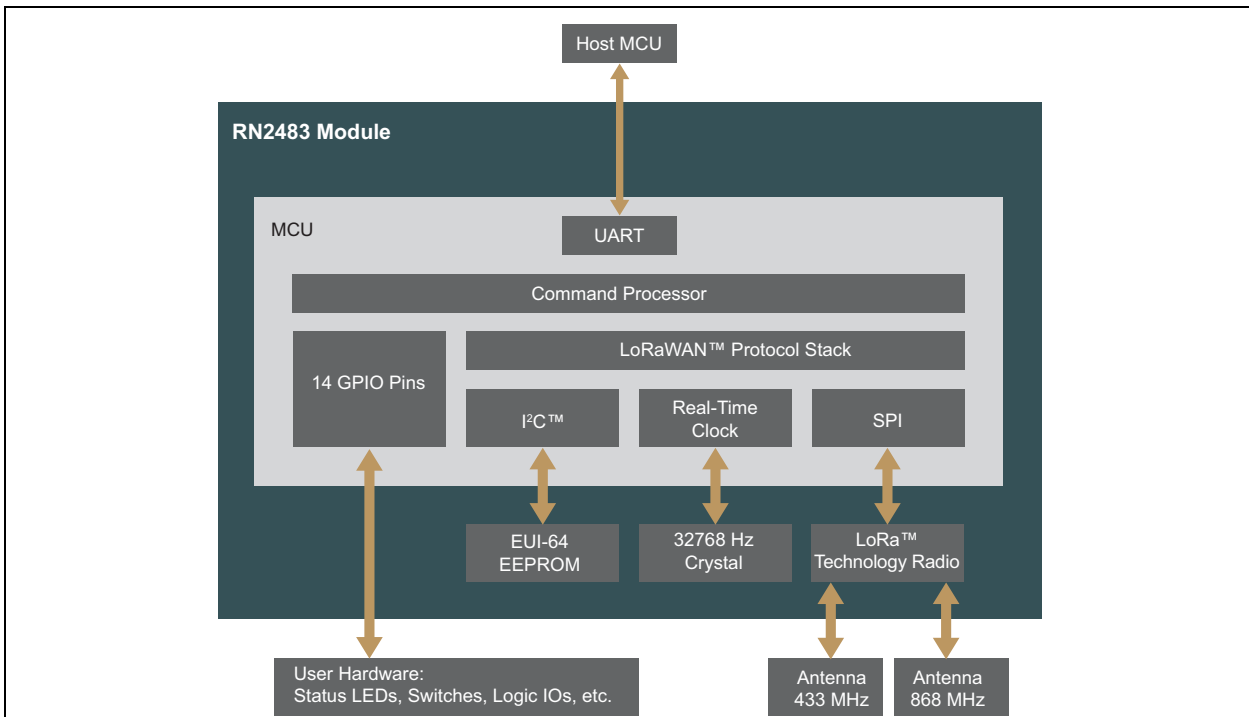 Host MCU
RN2483 Module
MCU
UART
Command Processor
14 GPIO Pins
LoRaWAN™ Protocol Stack
I²C™
Real-Time
Clock
SPI
EUI-64
EEPROM
32768 Hz
Crystal
LoRa™
Technology Radio
User Hardware:
Status LEDs, Switches, Logic IOs, etc.
Antenna
433 MHz
Antenna
868 MHz